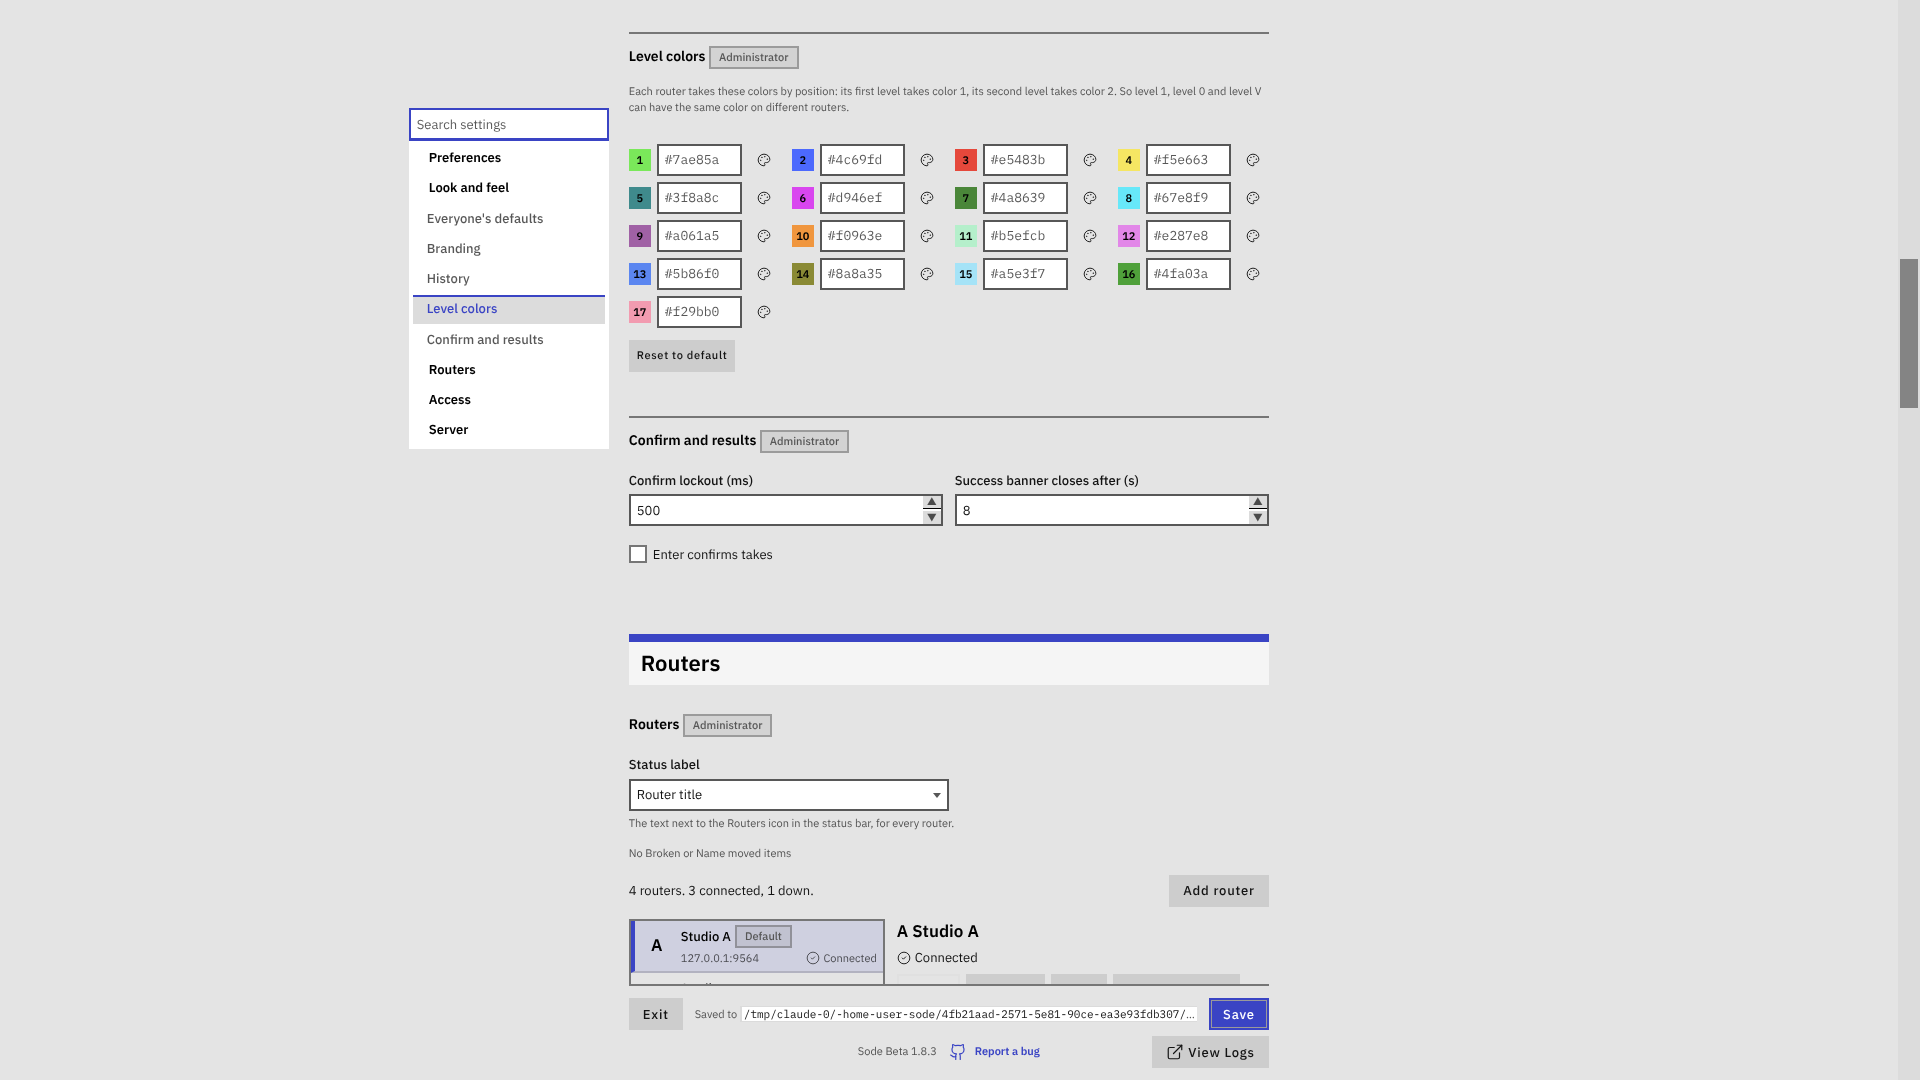 Level colors Administrator
Each router takes these colors by position: its first level takes color 1, its second level takes color 2. So level 1, level 0 and level V
can have the same color on different routers.
Search settings
Preferences
Look and feel
Everyone's defaults
Branding
History
Level colors
Confirm and results
Routers
Access
Server
1 #7ae85a 2 #4c69fd 3 #e5483b 4 #f5e663
5 #3f8a8c 6 #d946ef 7 #4a8639 8 #67e8f9
9 #a061a5 10 #f0963e 11 #b5efcb 12 #e287e8
13 #5b86f0 14 #8a8a35 15 #a5e3f7 16 #4fa03a
17 #f29bb0
Reset to default
Confirm and results Administrator
Confirm lockout (ms) Success banner closes after (s)
500 8
Enter confirms takes
Routers
Routers Administrator
Status label
Router title
The text next to the Routers icon in the status bar, for every router.
No Broken or Name moved items
4 routers. 3 connected, 1 down. Add router
A Studio A Default
127.0.0.1:9564 Connected
A Studio A
Connected
Exit Saved to /tmp/claude-0/-home-user-sode/4fb21aad-2571-5e81-90ce-ea3e93fdb307/... Save
Sode Beta 1.8.3 Report a bug View Logs